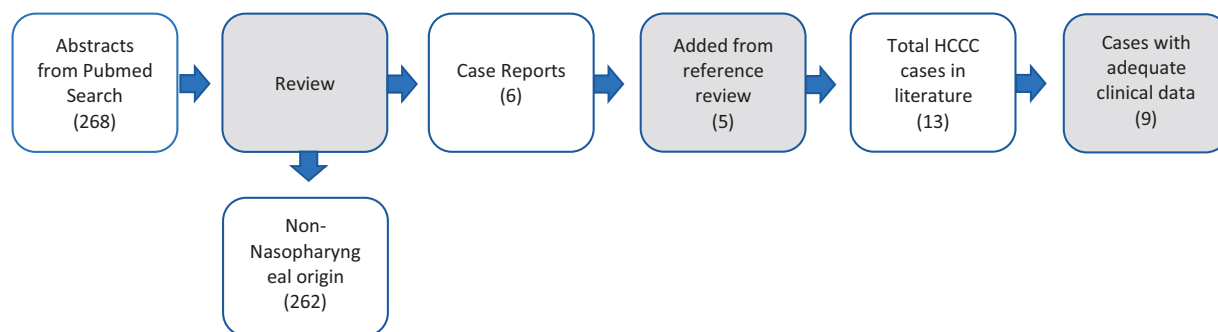 Abstracts
from Pubmed
Search
(268)
Review
Case Reports
(6)
Added from
reference
review
(5)
Total HCCC
cases in
literature
(13)
Cases with
adequate
clinical data
(9)
Non-
Nasopharyng
eal origin
(262)